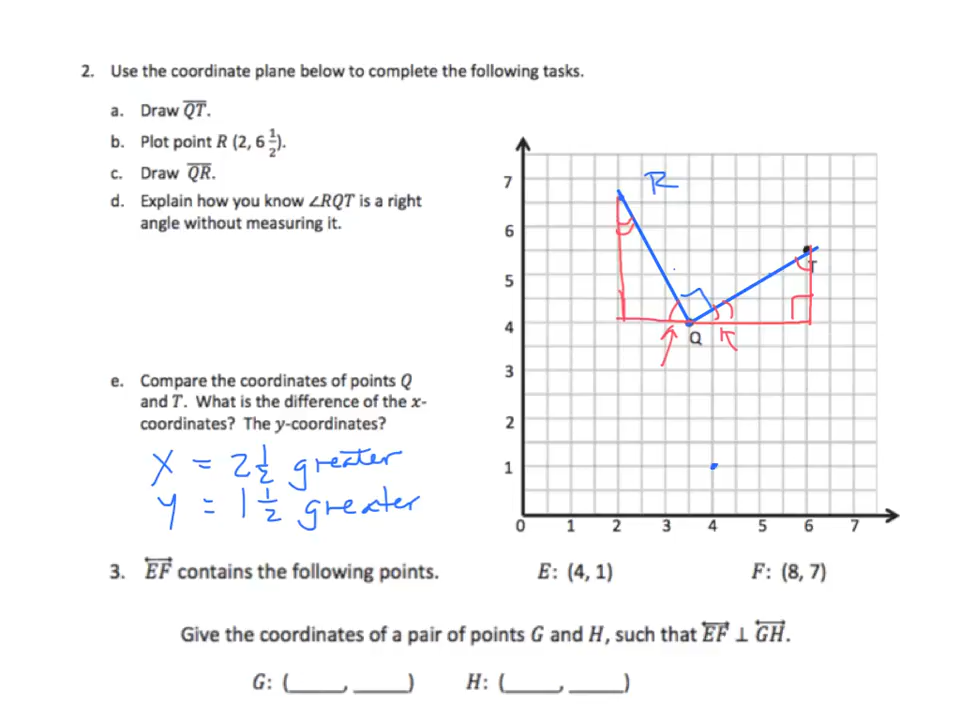 2. Use the coordinate plane below to complete the following tasks.
a. Draw Q̅T̅.
b. Plot point R (2, 6 1/2).
c. Draw Q̅R̅.
d. Explain how you know ∠RQT is a right
angle without measuring it.
e. Compare the coordinates of points Q
and T. What is the difference of the x-
coordinates? The y-coordinates?
X = 2 1/2 greater
y = 1 1/2 greater
7
6
5
4
3
2
1
0 1 2 3 4 5 6 7
R
T
Q
3. E͟F͟ contains the following points. E: (4, 1) F: (8, 7)
Give the coordinates of a pair of points G and H, such that EF ⊥ GH.
G: (____, ____) H: (____, ____)